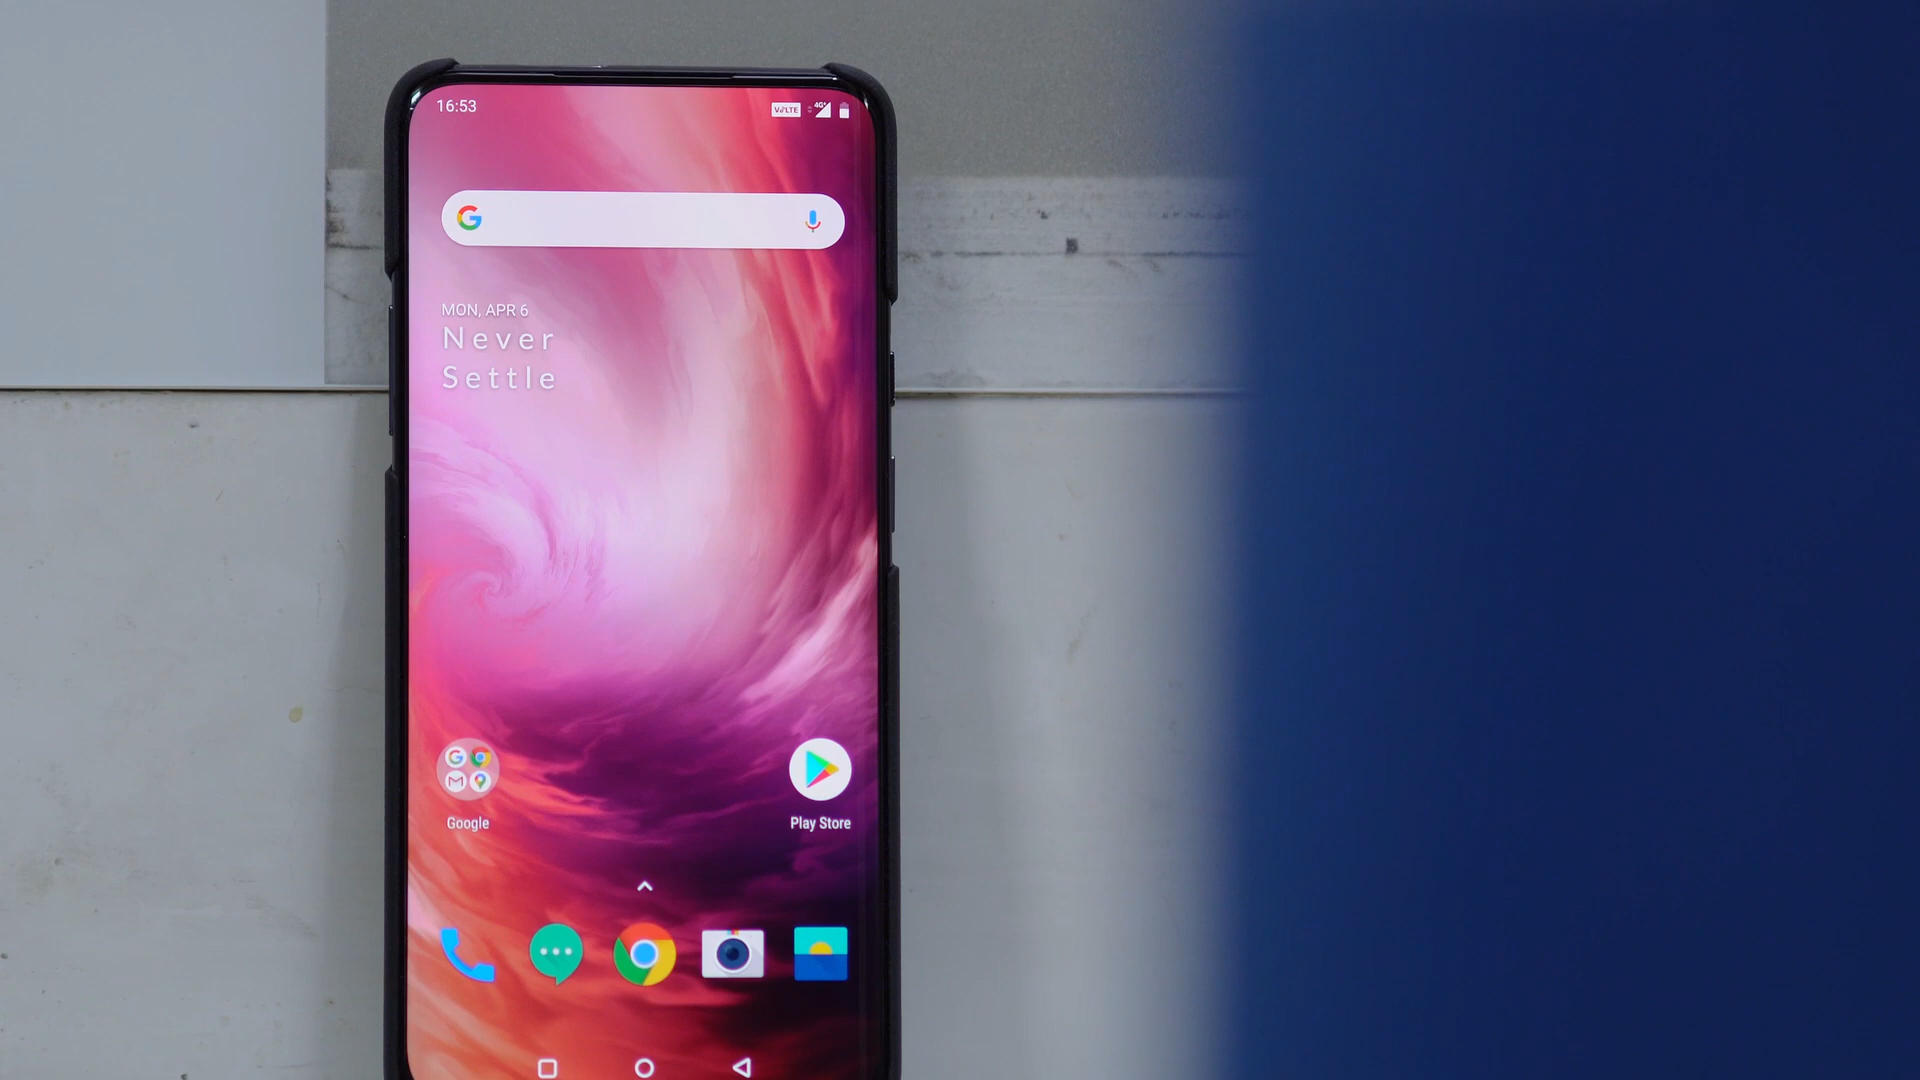 16:53
VoLTE 4G+
G
MON, APR 6
Never
Settle
G
M
Google
Play Store